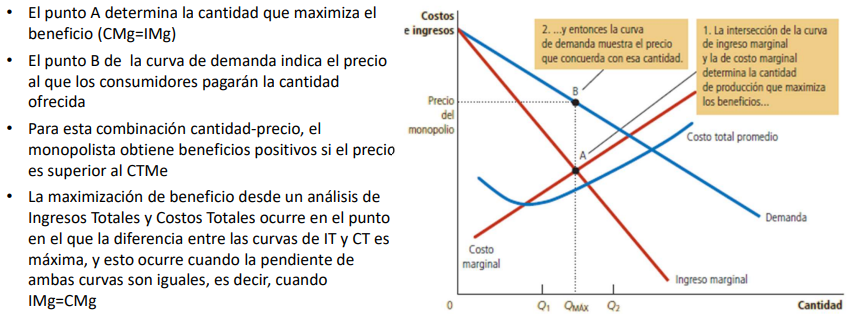 • El punto A determina la cantidad que maximiza el
beneficio (CMg=IMg)
• El punto B de la curva de demanda indica el precio
al que los consumidores pagarán la cantidad
ofrecida
• Para esta combinación cantidad-precio, el
monopolista obtiene beneficios positivos si el precio
es superior al CTMe
• La maximización de beneficio desde un análisis de
Ingresos Totales y Costos Totales ocurre en el punto
en el que la diferencia entre las curvas de IT y CT es
máxima, y esto ocurre cuando la pendiente de
ambas curvas son iguales, es decir, cuando
IMg=CMg
Costos
e ingresos
2. ...y entonces la curva
de demanda muestra el precio
que concuerda con esa cantidad.
1. La intersección de la curva
de ingreso marginal
y la de costo marginal
determina la cantidad
de producción que maximiza
los beneficios...
B
Precio
del
monopolio
Costo total promedio
A
Demanda
Costo
marginal
Ingreso marginal
0
Q1
QMÁX
Q2
Cantidad